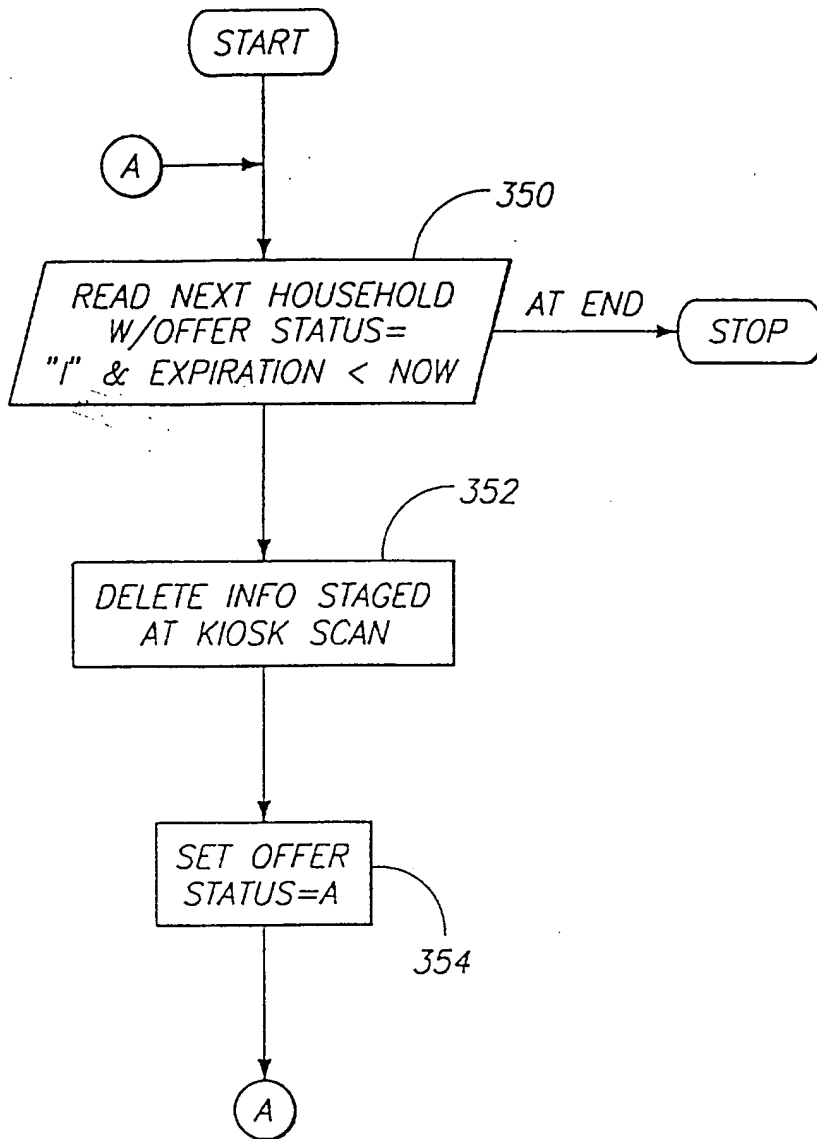 START
A
350
READ NEXT HOUSEHOLD
W/OFFER STATUS=
"I" & EXPIRATION < NOW
AT END
STOP
352
DELETE INFO STAGED
AT KIOSK SCAN
SET OFFER
STATUS=A
354
A